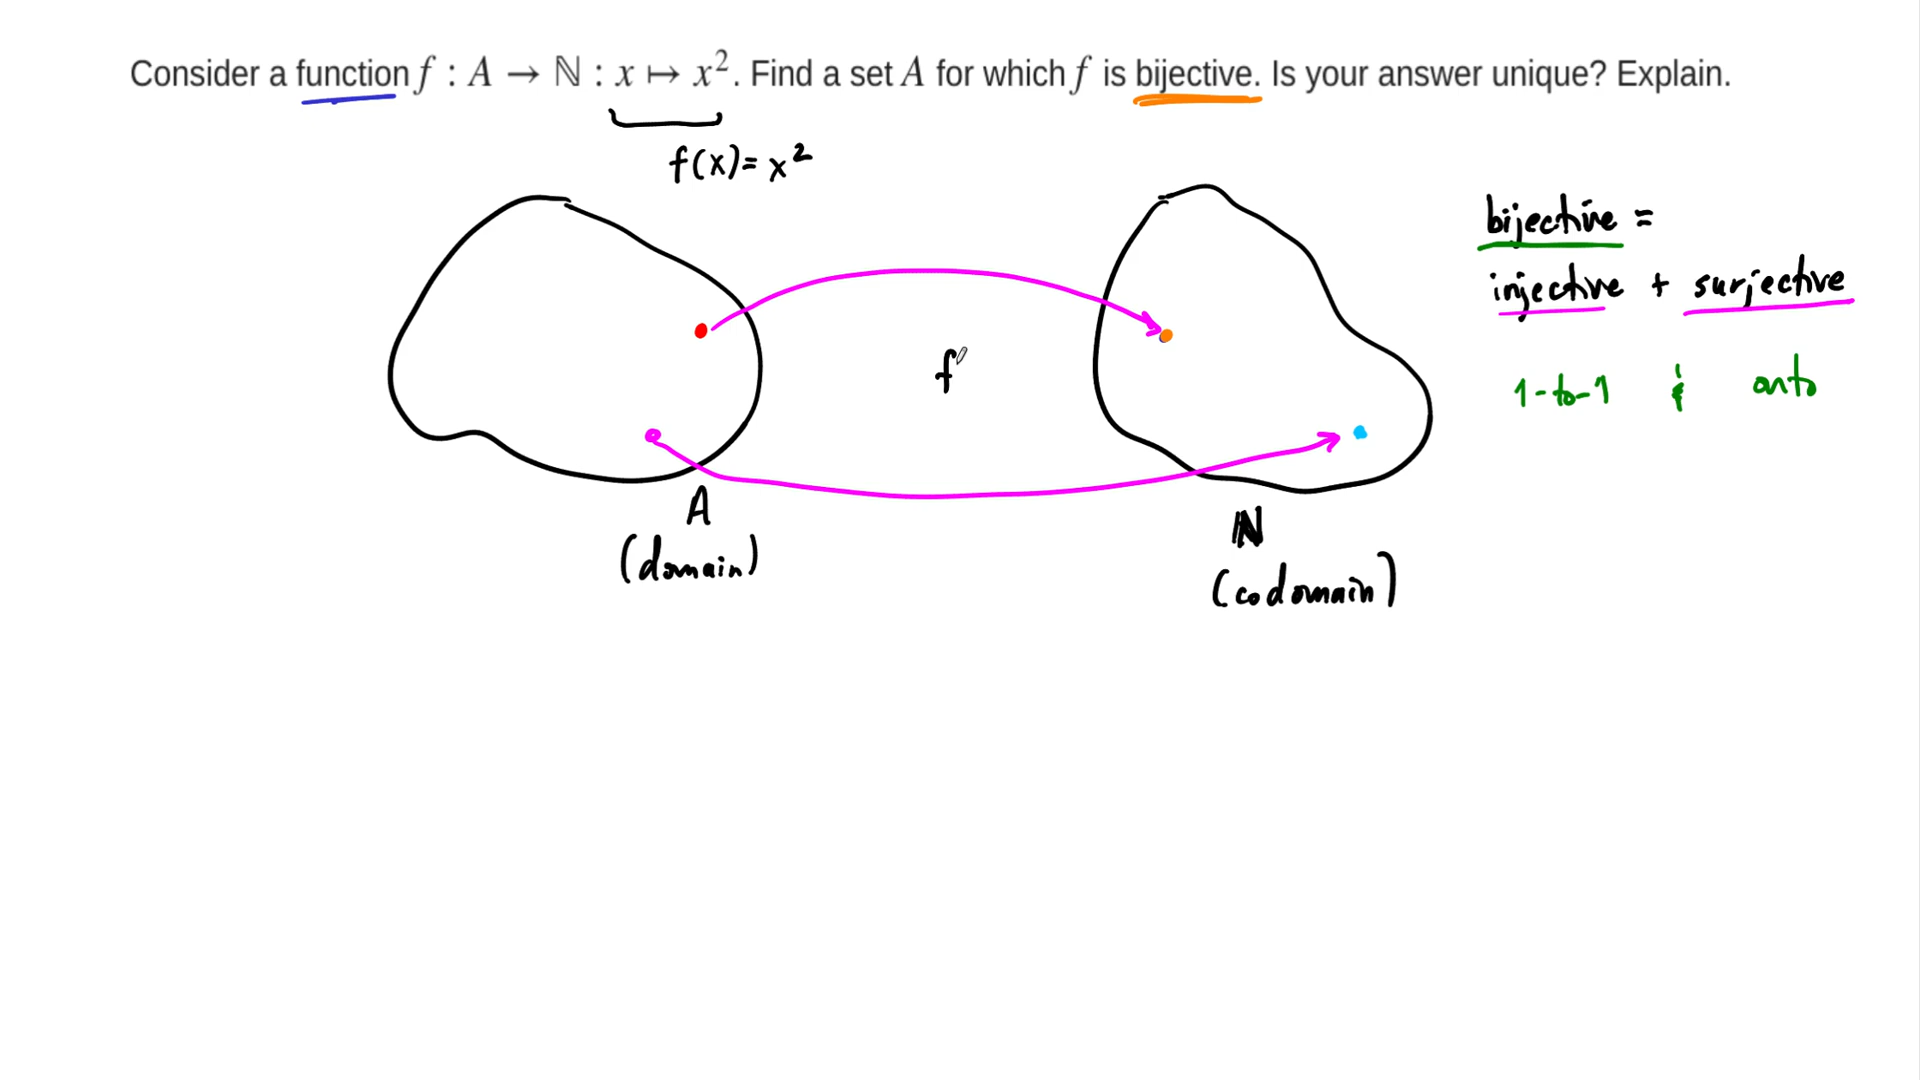 Consider a function f : A → ℕ : x ↦ x². Find a set A for which f is bijective. Is your answer unique? Explain.
f(x)= x²
bijective =
injective + surjective
1-to-1 & onto
f
A
(domain)
ℕ
(codomain)